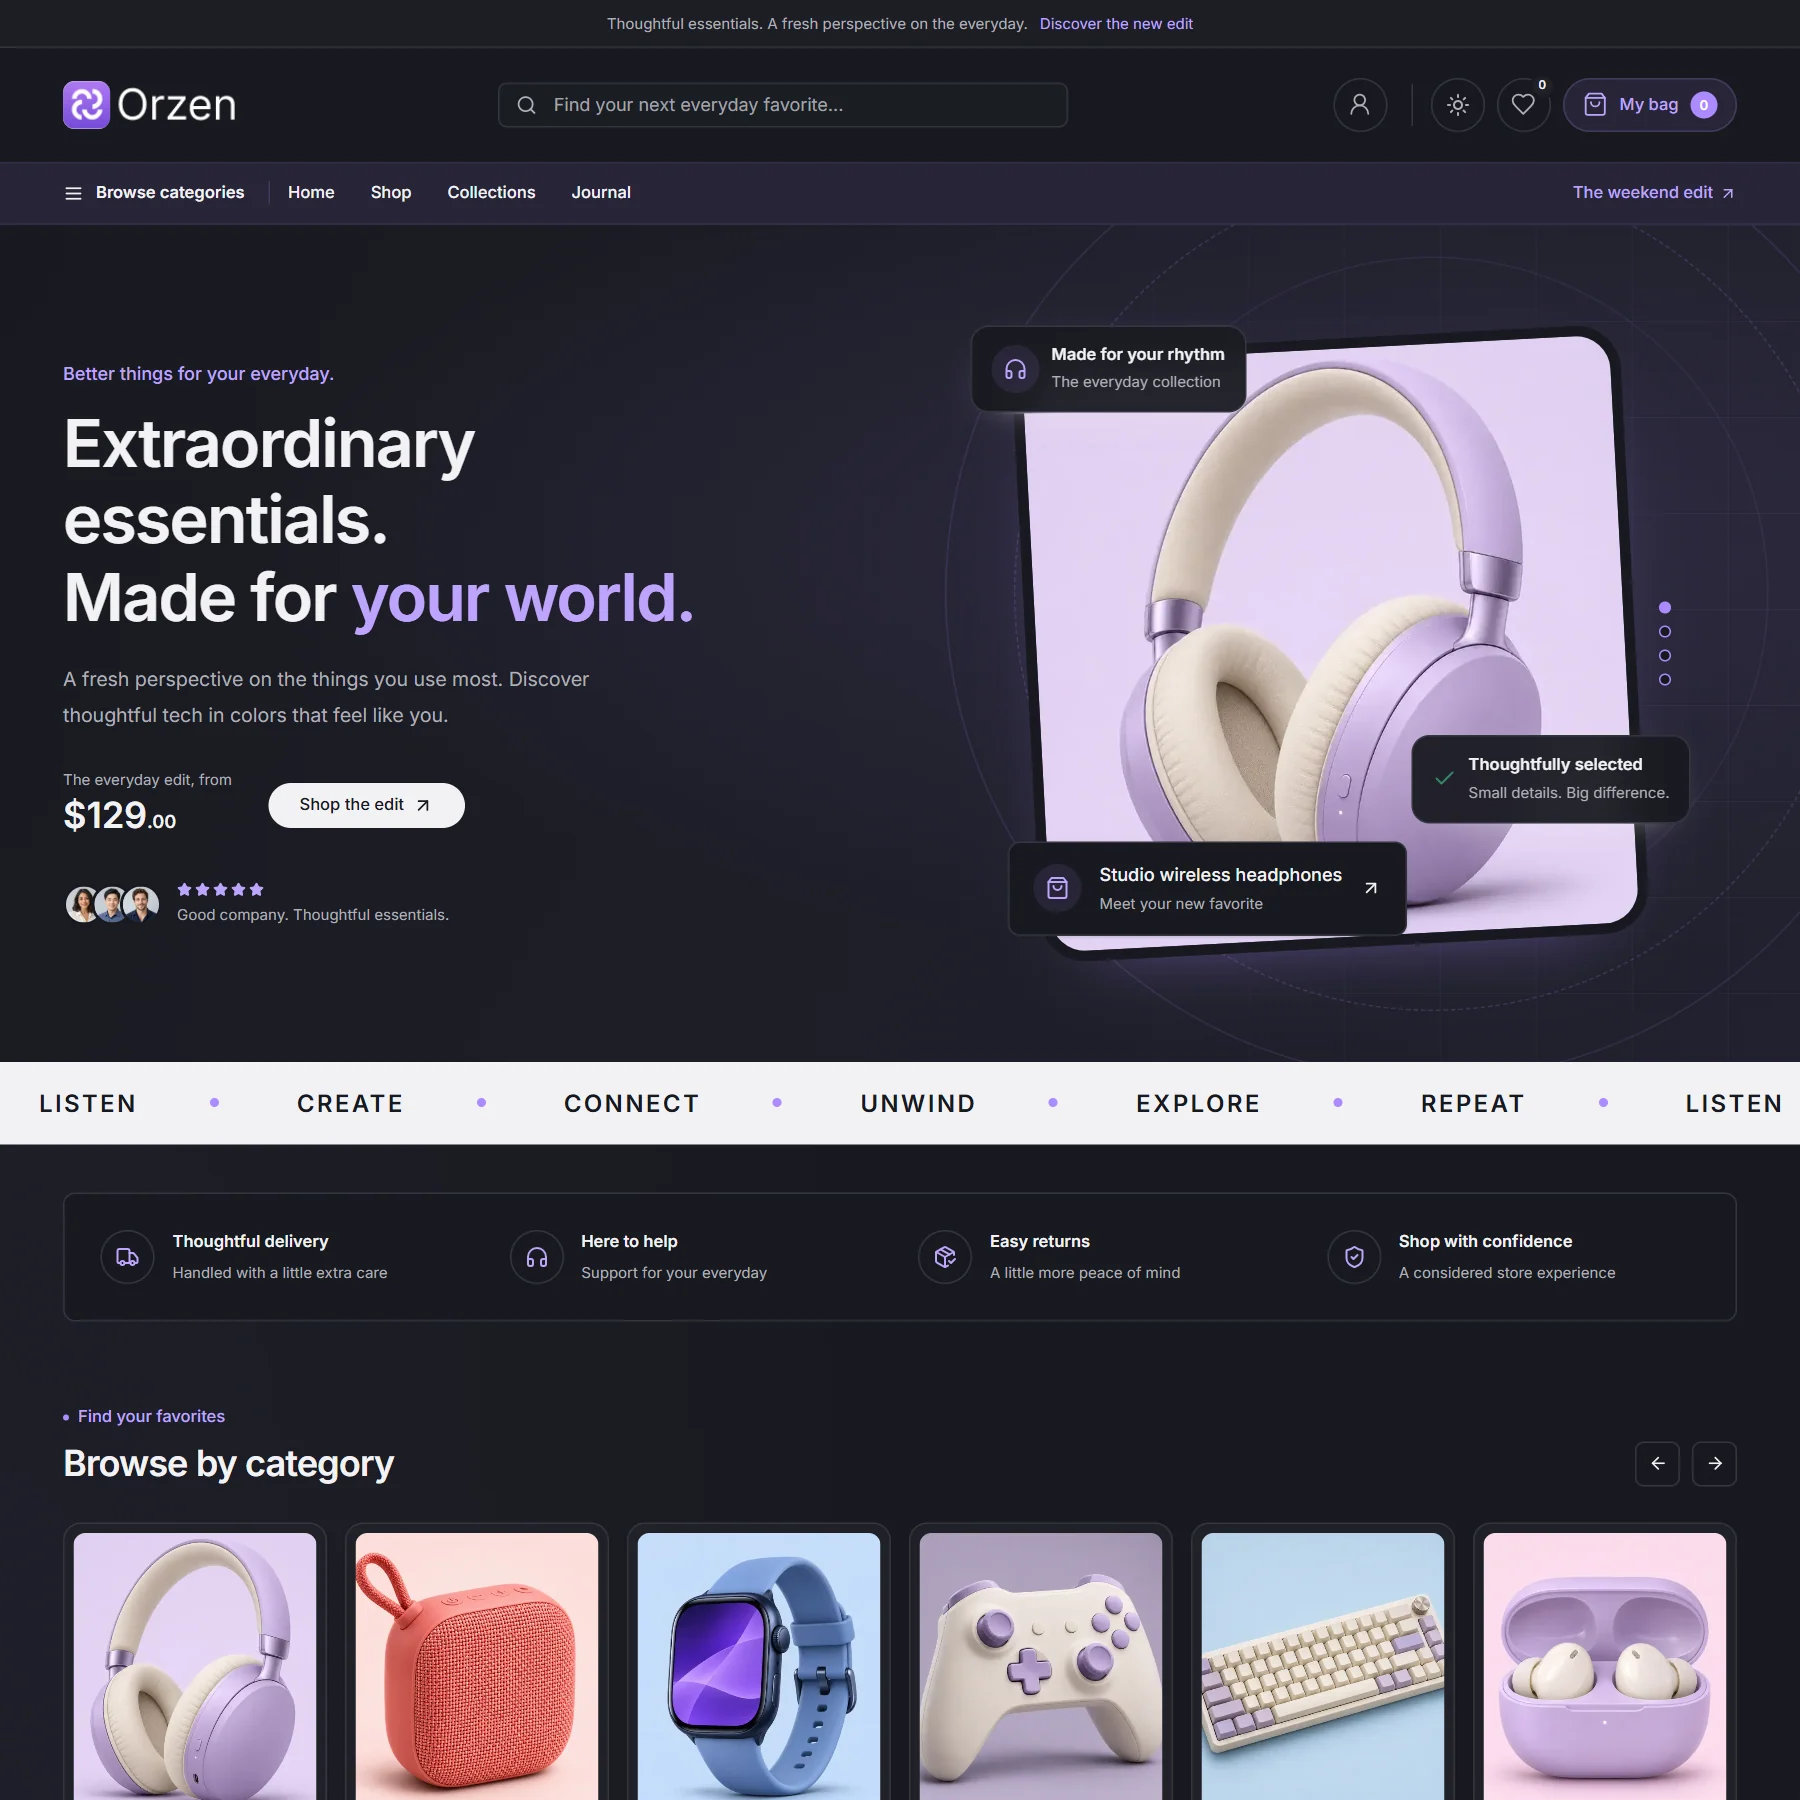 Thoughtful essentials. A fresh perspective on the everyday. Discover the new edit
Orzen
Find your next everyday favorite...
0
My bag 0
Browse categories
Home
Shop
Collections
Journal
The weekend edit
Better things for your everyday.
Extraordinary
essentials.
Made for your world.
A fresh perspective on the things you use most. Discover
thoughtful tech in colors that feel like you.
The everyday edit, from
$129.00
Shop the edit
Good company. Thoughtful essentials.
Made for your rhythm
The everyday collection
Thoughtfully selected
Small details. Big difference.
Studio wireless headphones
Meet your new favorite
LISTEN
CREATE
CONNECT
UNWIND
EXPLORE
REPEAT
LISTEN
Thoughtful delivery
Handled with a little extra care
Here to help
Support for your everyday
Easy returns
A little more peace of mind
Shop with confidence
A considered store experience
Find your favorites
Browse by category